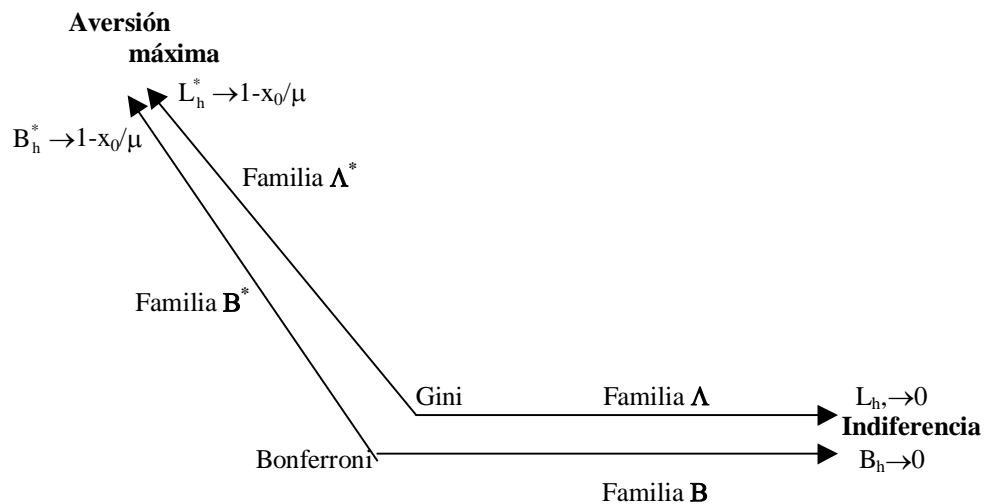 Aversión
máxima
L*h →1-x₀/μ
B*h →1-x₀/μ
Familia Λ*
Familia B*
Gini
Familia Λ
Lh,→0
Indiferencia
Bonferroni
Bh→0
Familia B